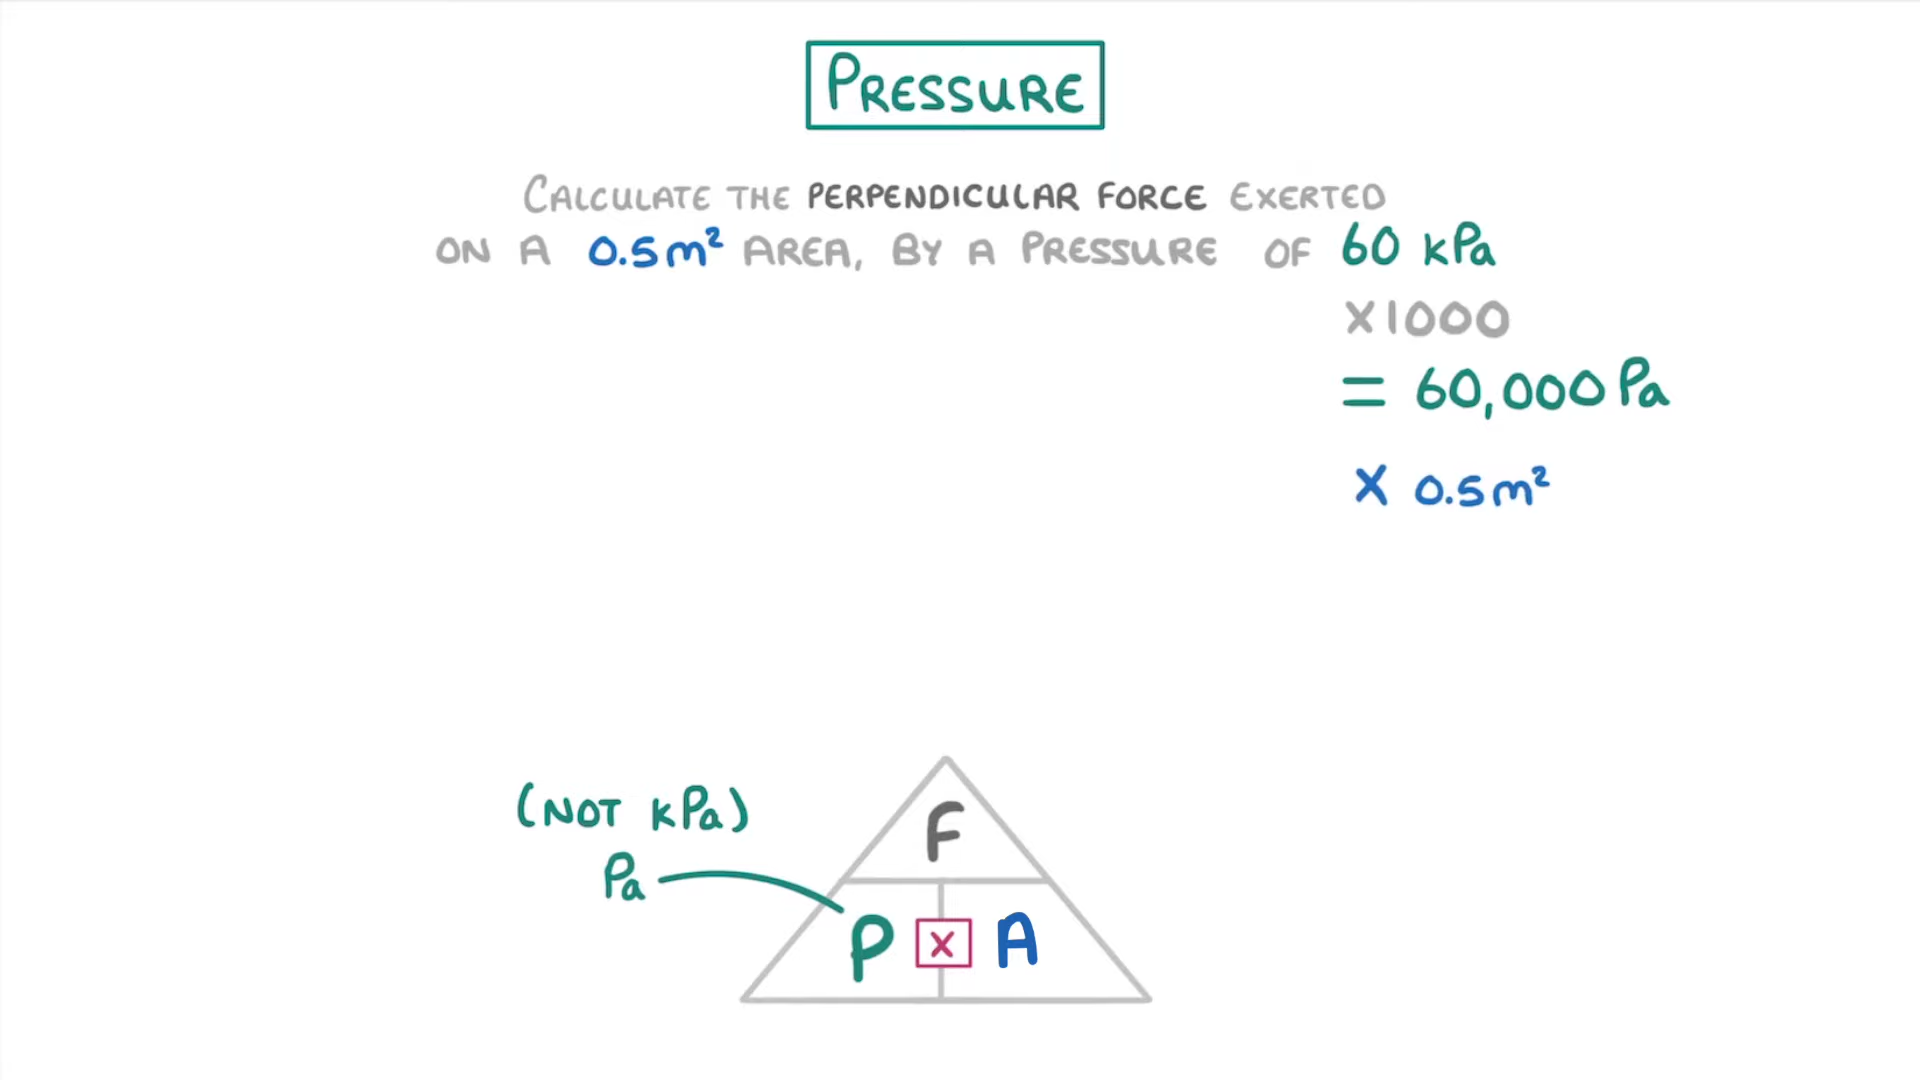 PRESSURE
CALCULATE THE PERPENDICULAR FORCE EXERTED
ON A 0.5m² AREA, BY A PRESSURE OF 60 kPa
x1000
= 60,000 Pa
x 0.5m²
(NOT kPa)
Pa
F
P x A